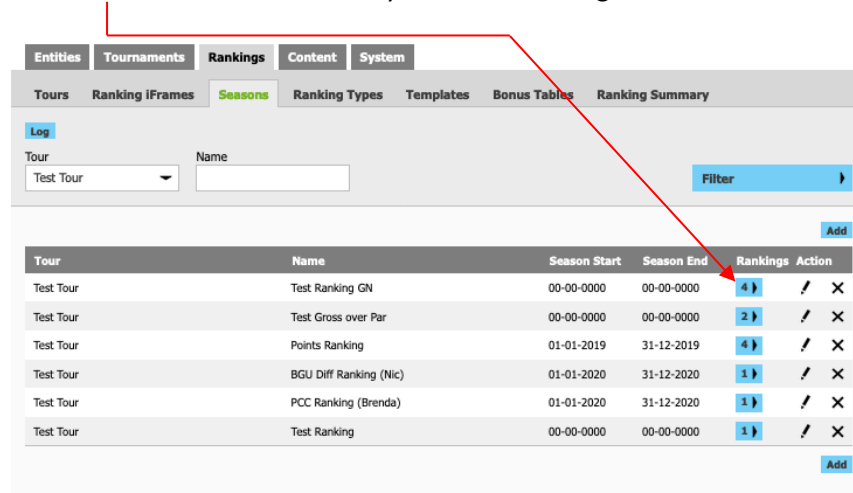 Entities Tournaments Rankings Content System
Tours Ranking iFrames Seasons Ranking Types Templates Bonus Tables Ranking Summary
Log
Tour Name
Test Tour Filter
Add
Tour Name Season Start Season End Rankings Action
Test Tour Test Ranking GN 00-00-0000 00-00-0000 4
Test Tour Test Gross over Par 00-00-0000 00-00-0000 2
Test Tour Points Ranking 01-01-2019 31-12-2019 4
Test Tour BGU Diff Ranking (Nic) 01-01-2020 31-12-2020 1
Test Tour PCC Ranking (Brenda) 01-01-2020 31-12-2020 1
Test Tour Test Ranking 00-00-0000 00-00-0000 1
Add